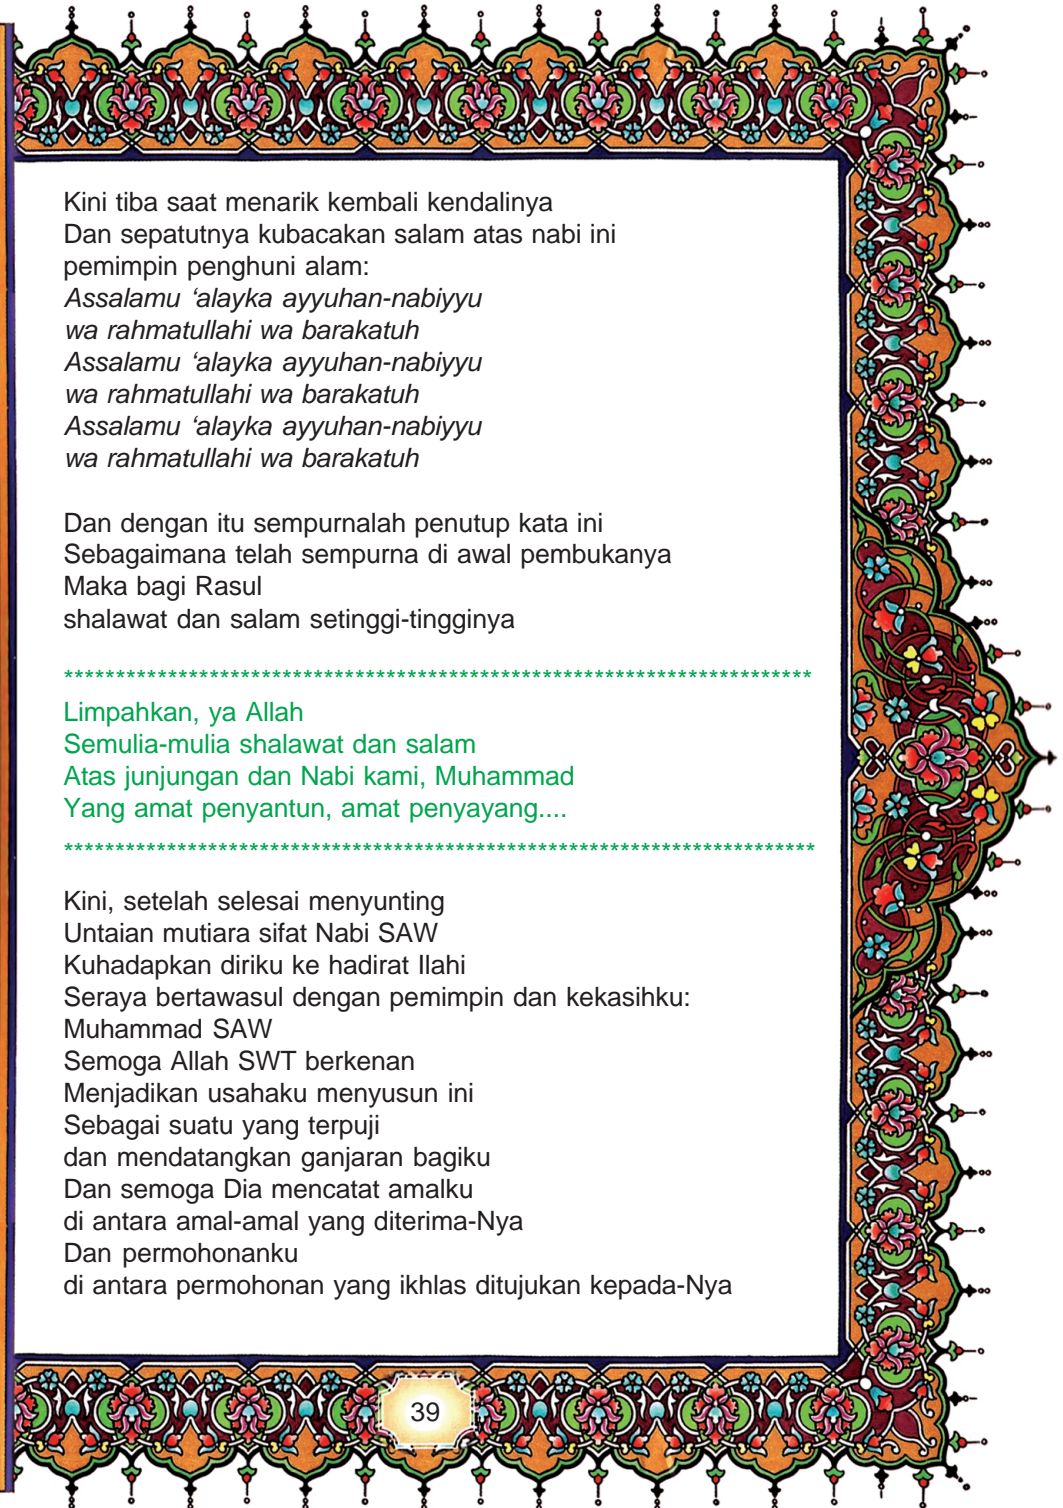 Kini tiba saat menarik kembali kendalinya
Dan sepatutnya kubacakan salam atas nabi ini
pemimpin penghuni alam:
Assalamu ‘alayka ayyuhan-nabiyyu
wa rahmatullahi wa barakatuh
Assalamu ‘alayka ayyuhan-nabiyyu
wa rahmatullahi wa barakatuh
Assalamu ‘alayka ayyuhan-nabiyyu
wa rahmatullahi wa barakatuh

Dan dengan itu sempurnalah penutup kata ini
Sebagaimana telah sempurna di awal pembukanya
Maka bagi Rasul
shalawat dan salam setinggi-tingginya

*************************************************************************
Limpahkan, ya Allah
Semulia-mulia shalawat dan salam
Atas junjungan dan Nabi kami, Muhammad
Yang amat penyantun, amat penyayang....
*************************************************************************

Kini, setelah selesai menyunting
Untaian mutiara sifat Nabi SAW
Kuhadapkan diriku ke hadirat Ilahi
Seraya bertawasul dengan pemimpin dan kekasihku:
Muhammad SAW
Semoga Allah SWT berkenan
Menjadikan usahaku menyusun ini
Sebagai suatu yang terpuji
dan mendatangkan ganjaran bagiku
Dan semoga Dia mencatat amalku
di antara amal-amal yang diterima-Nya
Dan permohonanku
di antara permohonan yang ikhlas ditujukan kepada-Nya

39